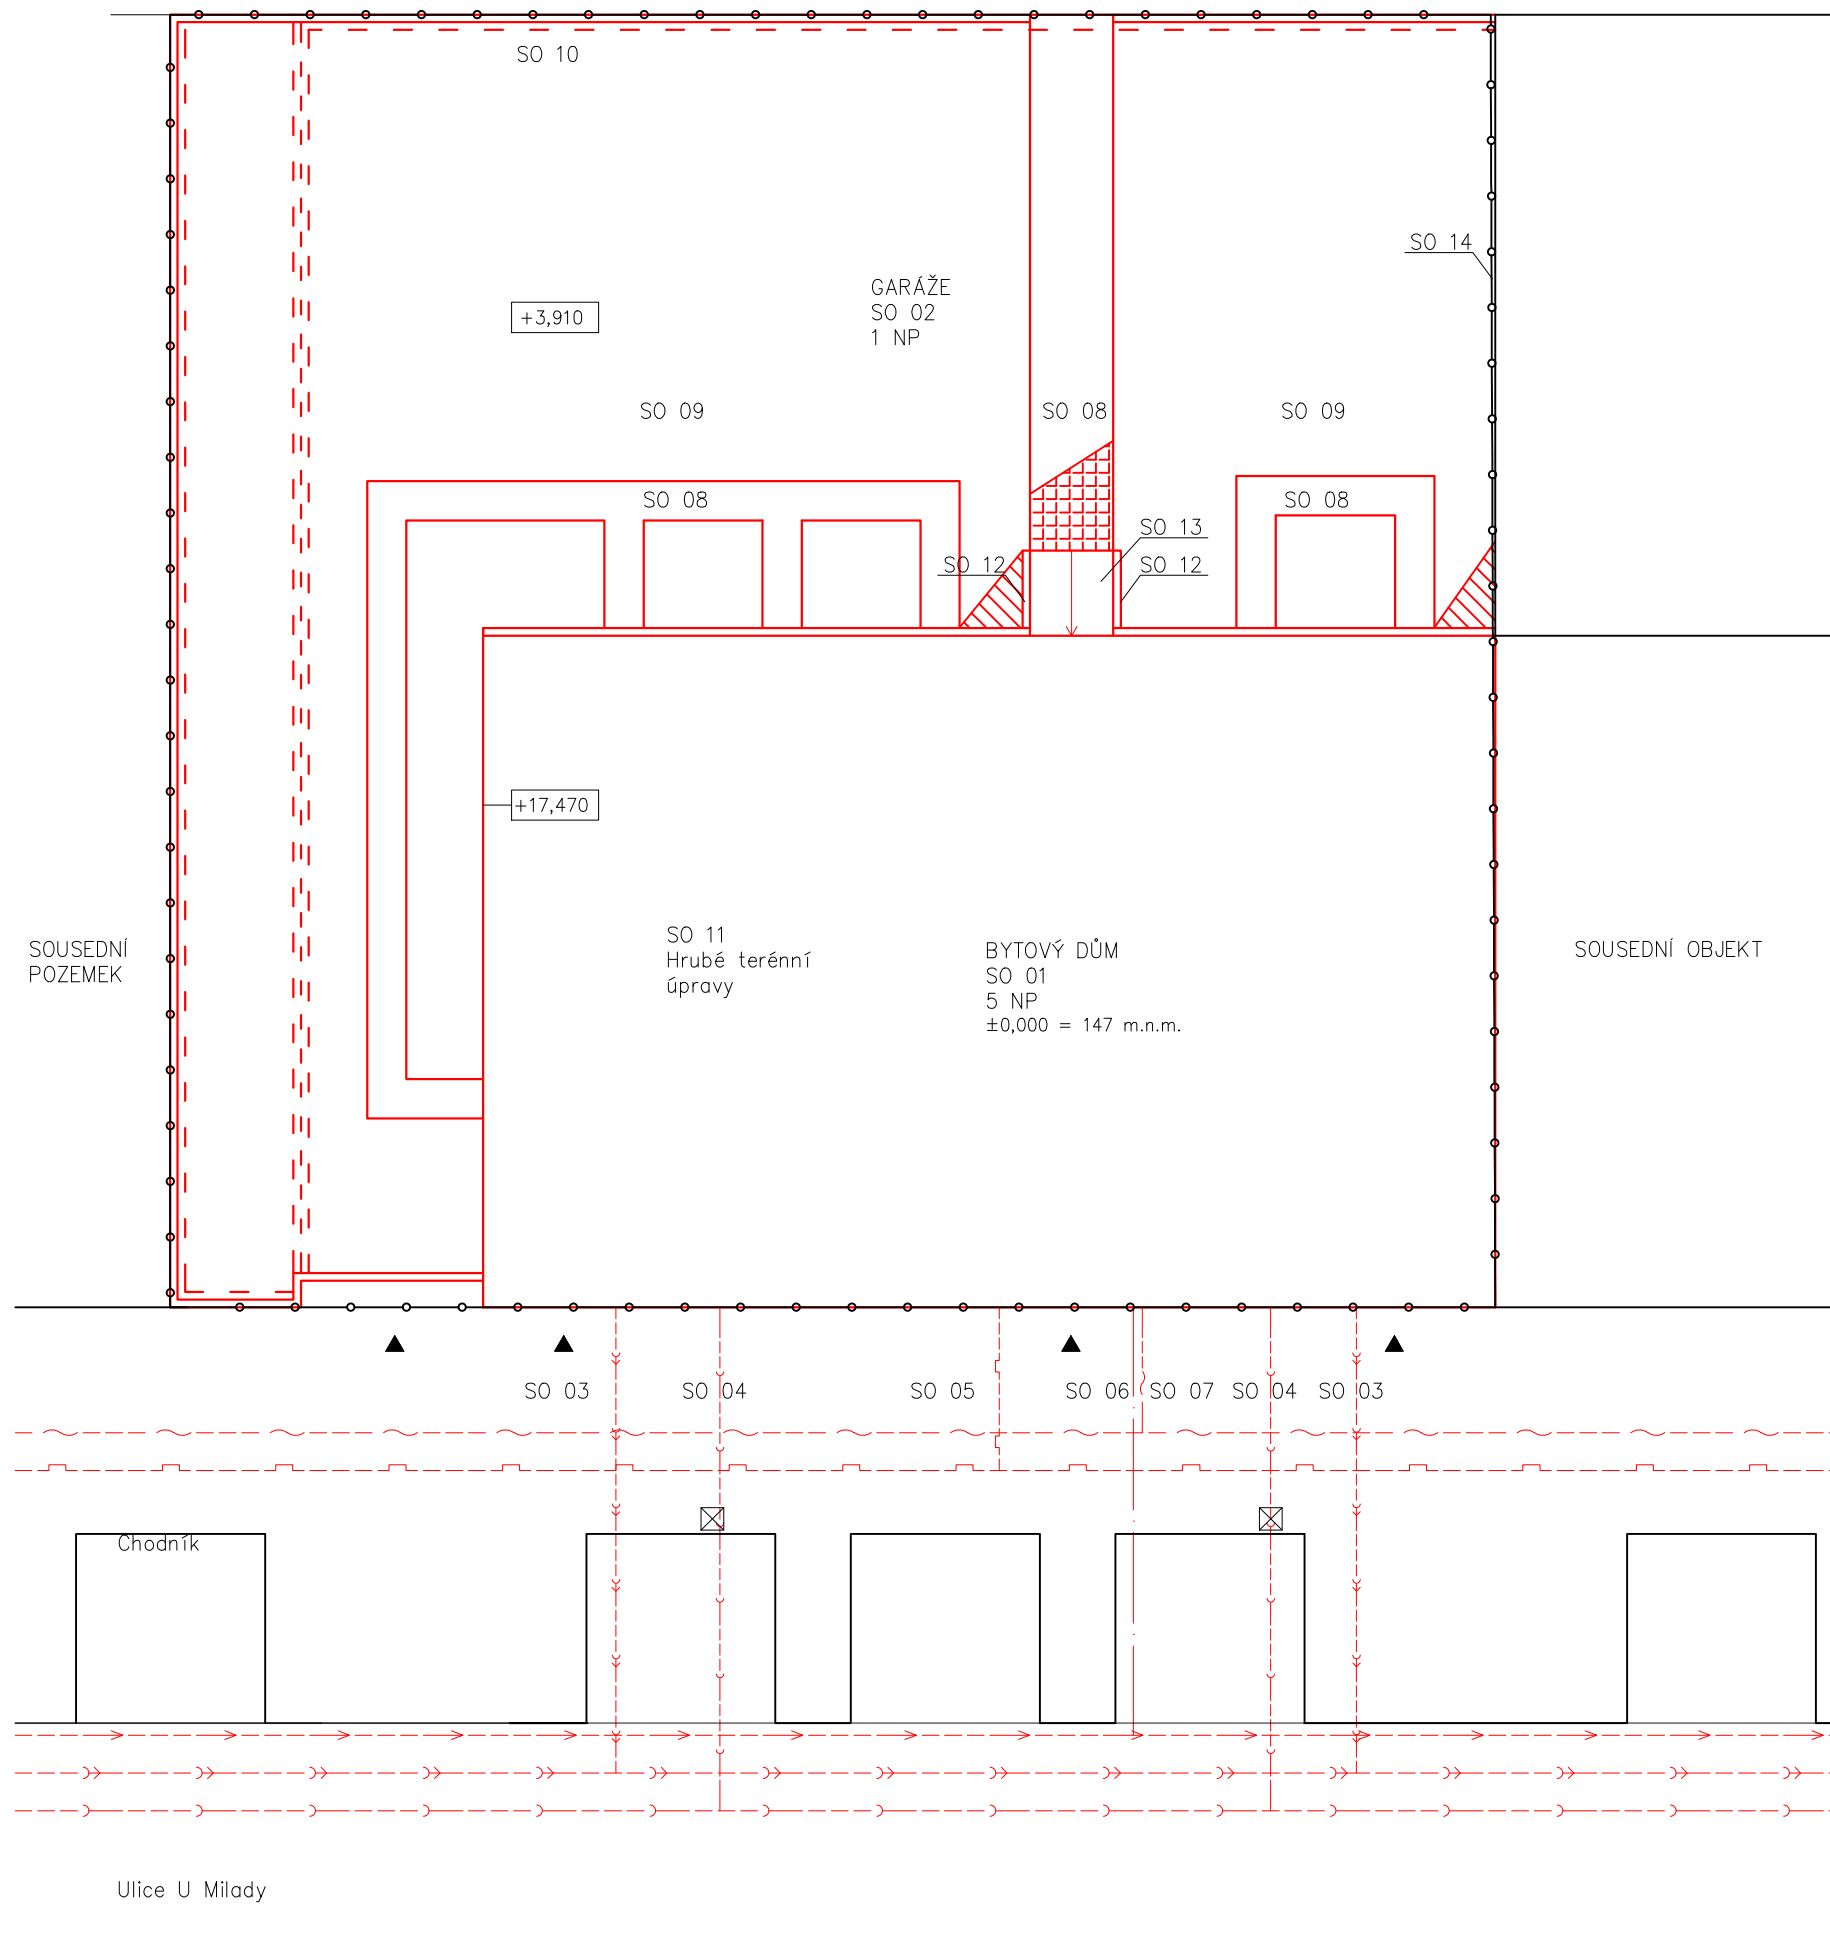 SO 10
SO 14
GARÁŽE
SO 02
1 NP
+3,910
SO 09
SO 08
SO 09
SO 08
SO 08
SO 13
SO 12
SO 12
+17,470
SO 11
Hrubé terénní
úpravy
BYTOVÝ DŮM
SO 01
5 NP
±0,000 = 147 m.n.m.
SOUSEDNÍ
POZEMEK
SOUSEDNÍ OBJEKT
SO 03
SO 04
SO 05
SO 06
SO 07
SO 04
SO 03
Chodník
Ulice U Milady